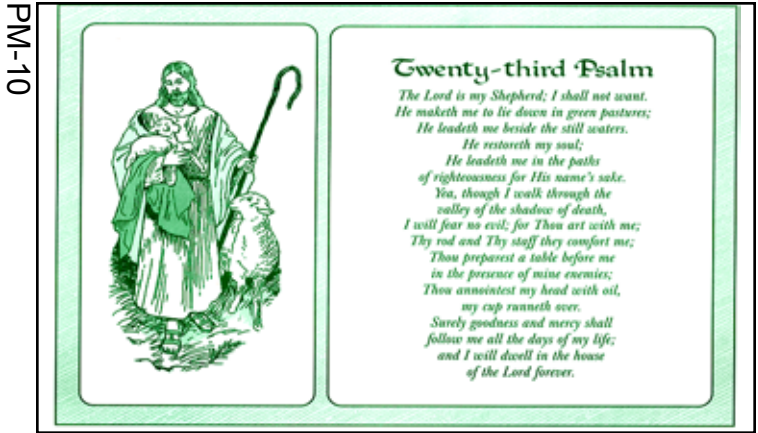 PM-10
Twenty-third Psalm
The Lord is my Shepherd; I shall not want.
He maketh me to lie down in green pastures;
He leadeth me beside the still waters.
He restoreth my soul;
He leadeth me in the paths
of righteousness for His name's sake.
Yea, though I walk through the
valley of the shadow of death,
I will fear no evil; for Thou art with me;
Thy rod and Thy staff they comfort me;
Thou preparest a table before me
in the presence of mine enemies;
Thou annointest my head with oil,
my cup runneth over.
Surely goodness and mercy shall
follow me all the days of my life;
and I will dwell in the house
of the Lord forever.